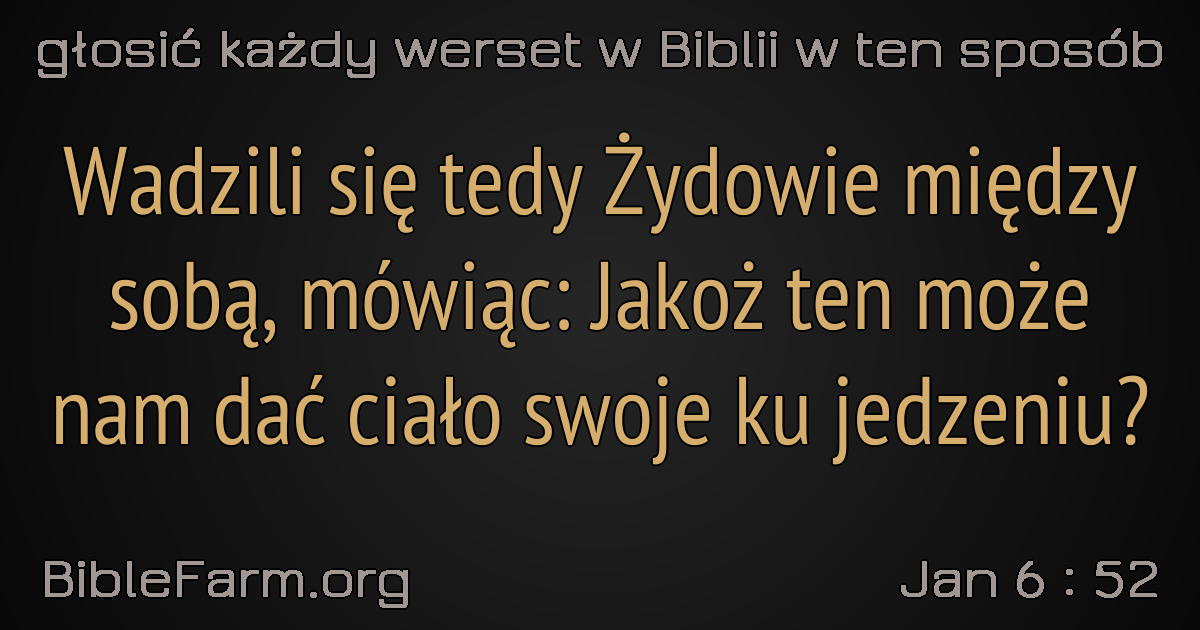 głosić każdy werset w Biblii w ten sposób
Wadzili się tedy Żydowie między
sobą, mówiąc: Jakoż ten może
nam dać ciało swoje ku jedzeniu?
BibleFarm.org
Jan 6 : 52